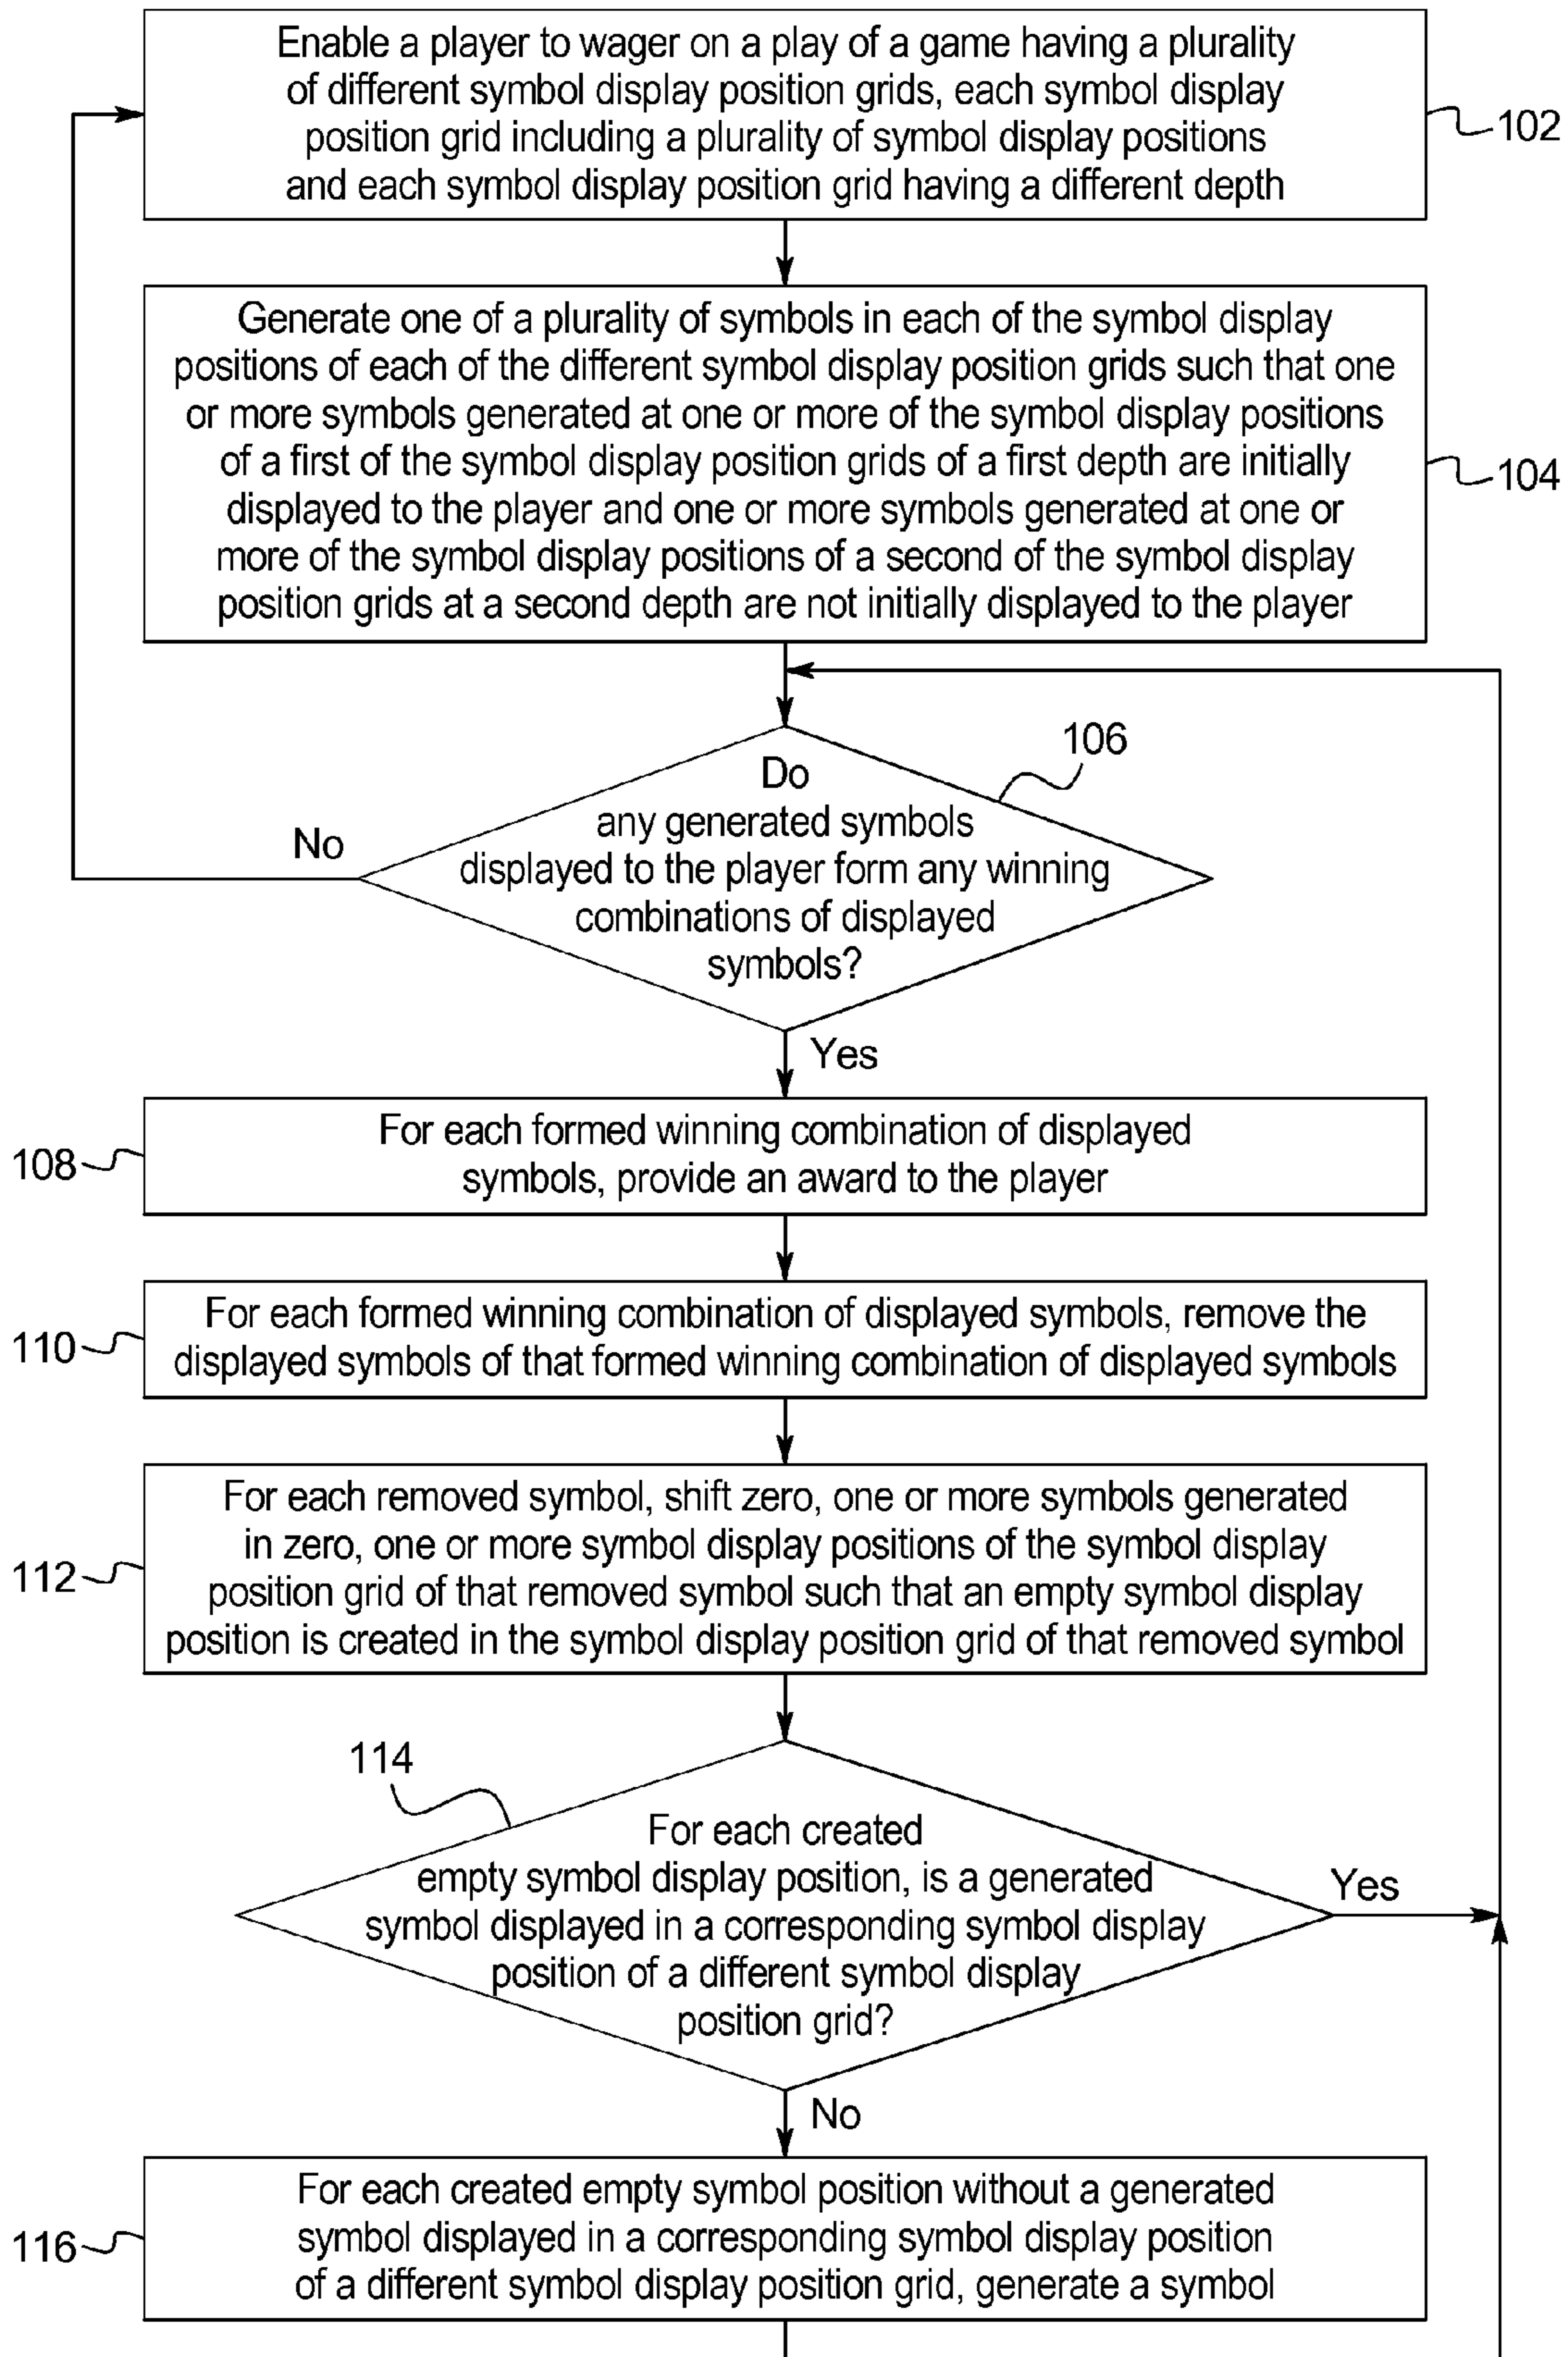 Enable a player to wager on a play of a game having a plurality
of different symbol display position grids, each symbol display
position grid including a plurality of symbol display positions
and each symbol display position grid having a different depth
102
Generate one of a plurality of symbols in each of the symbol display
positions of each of the different symbol display position grids such that one
or more symbols generated at one or more of the symbol display positions
of a first of the symbol display position grids of a first depth are initially
displayed to the player and one or more symbols generated at one or
more of the symbol display positions of a second of the symbol display
position grids at a second depth are not initially displayed to the player
104
106
Do
any generated symbols
displayed to the player form any winning
combinations of displayed
symbols?
No
Yes
For each formed winning combination of displayed
symbols, provide an award to the player
108
For each formed winning combination of displayed symbols, remove the
displayed symbols of that formed winning combination of displayed symbols
110
For each removed symbol, shift zero, one or more symbols generated
in zero, one or more symbol display positions of the symbol display
position grid of that removed symbol such that an empty symbol display
position is created in the symbol display position grid of that removed symbol
112
114
For each created
empty symbol display position, is a generated
symbol displayed in a corresponding symbol display
position of a different symbol display
position grid?
Yes
No
For each created empty symbol position without a generated
symbol displayed in a corresponding symbol display position
of a different symbol display position grid, generate a symbol
116